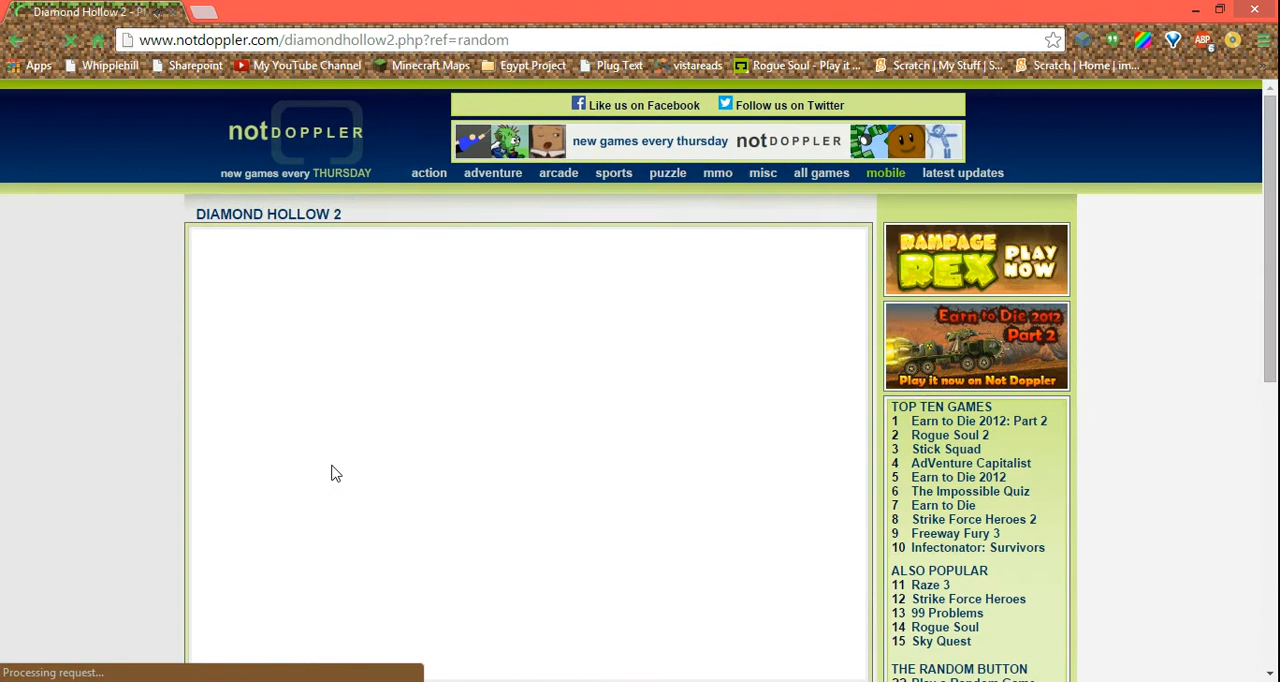 Diamond Hollow 2 - P
www.notdoppler.com/diamondhollow2.php?ref=random
ABP
6
Apps Whipplehill Sharepoint My YouTube Channel Minecraft Maps Egypt Project Plug Text vistareads Rogue Soul - Play it ... Scratch | My Stuff | S... Scratch | Home | im...
Like us on Facebook Follow us on Twitter
notDOPPLER
new games every THURSDAY
new games every thursday notDOPPLER
action adventure arcade sports puzzle mmo misc all games mobile latest updates
DIAMOND HOLLOW 2
RAMPAGE REX PLAY NOW
Earn to Die 2012
Part 2
Play it now on Not Doppler
TOP TEN GAMES
1 Earn to Die 2012: Part 2
2 Rogue Soul 2
3 Stick Squad
4 AdVenture Capitalist
5 Earn to Die 2012
6 The Impossible Quiz
7 Earn to Die
8 Strike Force Heroes 2
9 Freeway Fury 3
10 Infectonator: Survivors
ALSO POPULAR
11 Raze 3
12 Strike Force Heroes
13 99 Problems
14 Rogue Soul
15 Sky Quest
THE RANDOM BUTTON
?? Play a Random Game
Processing request...